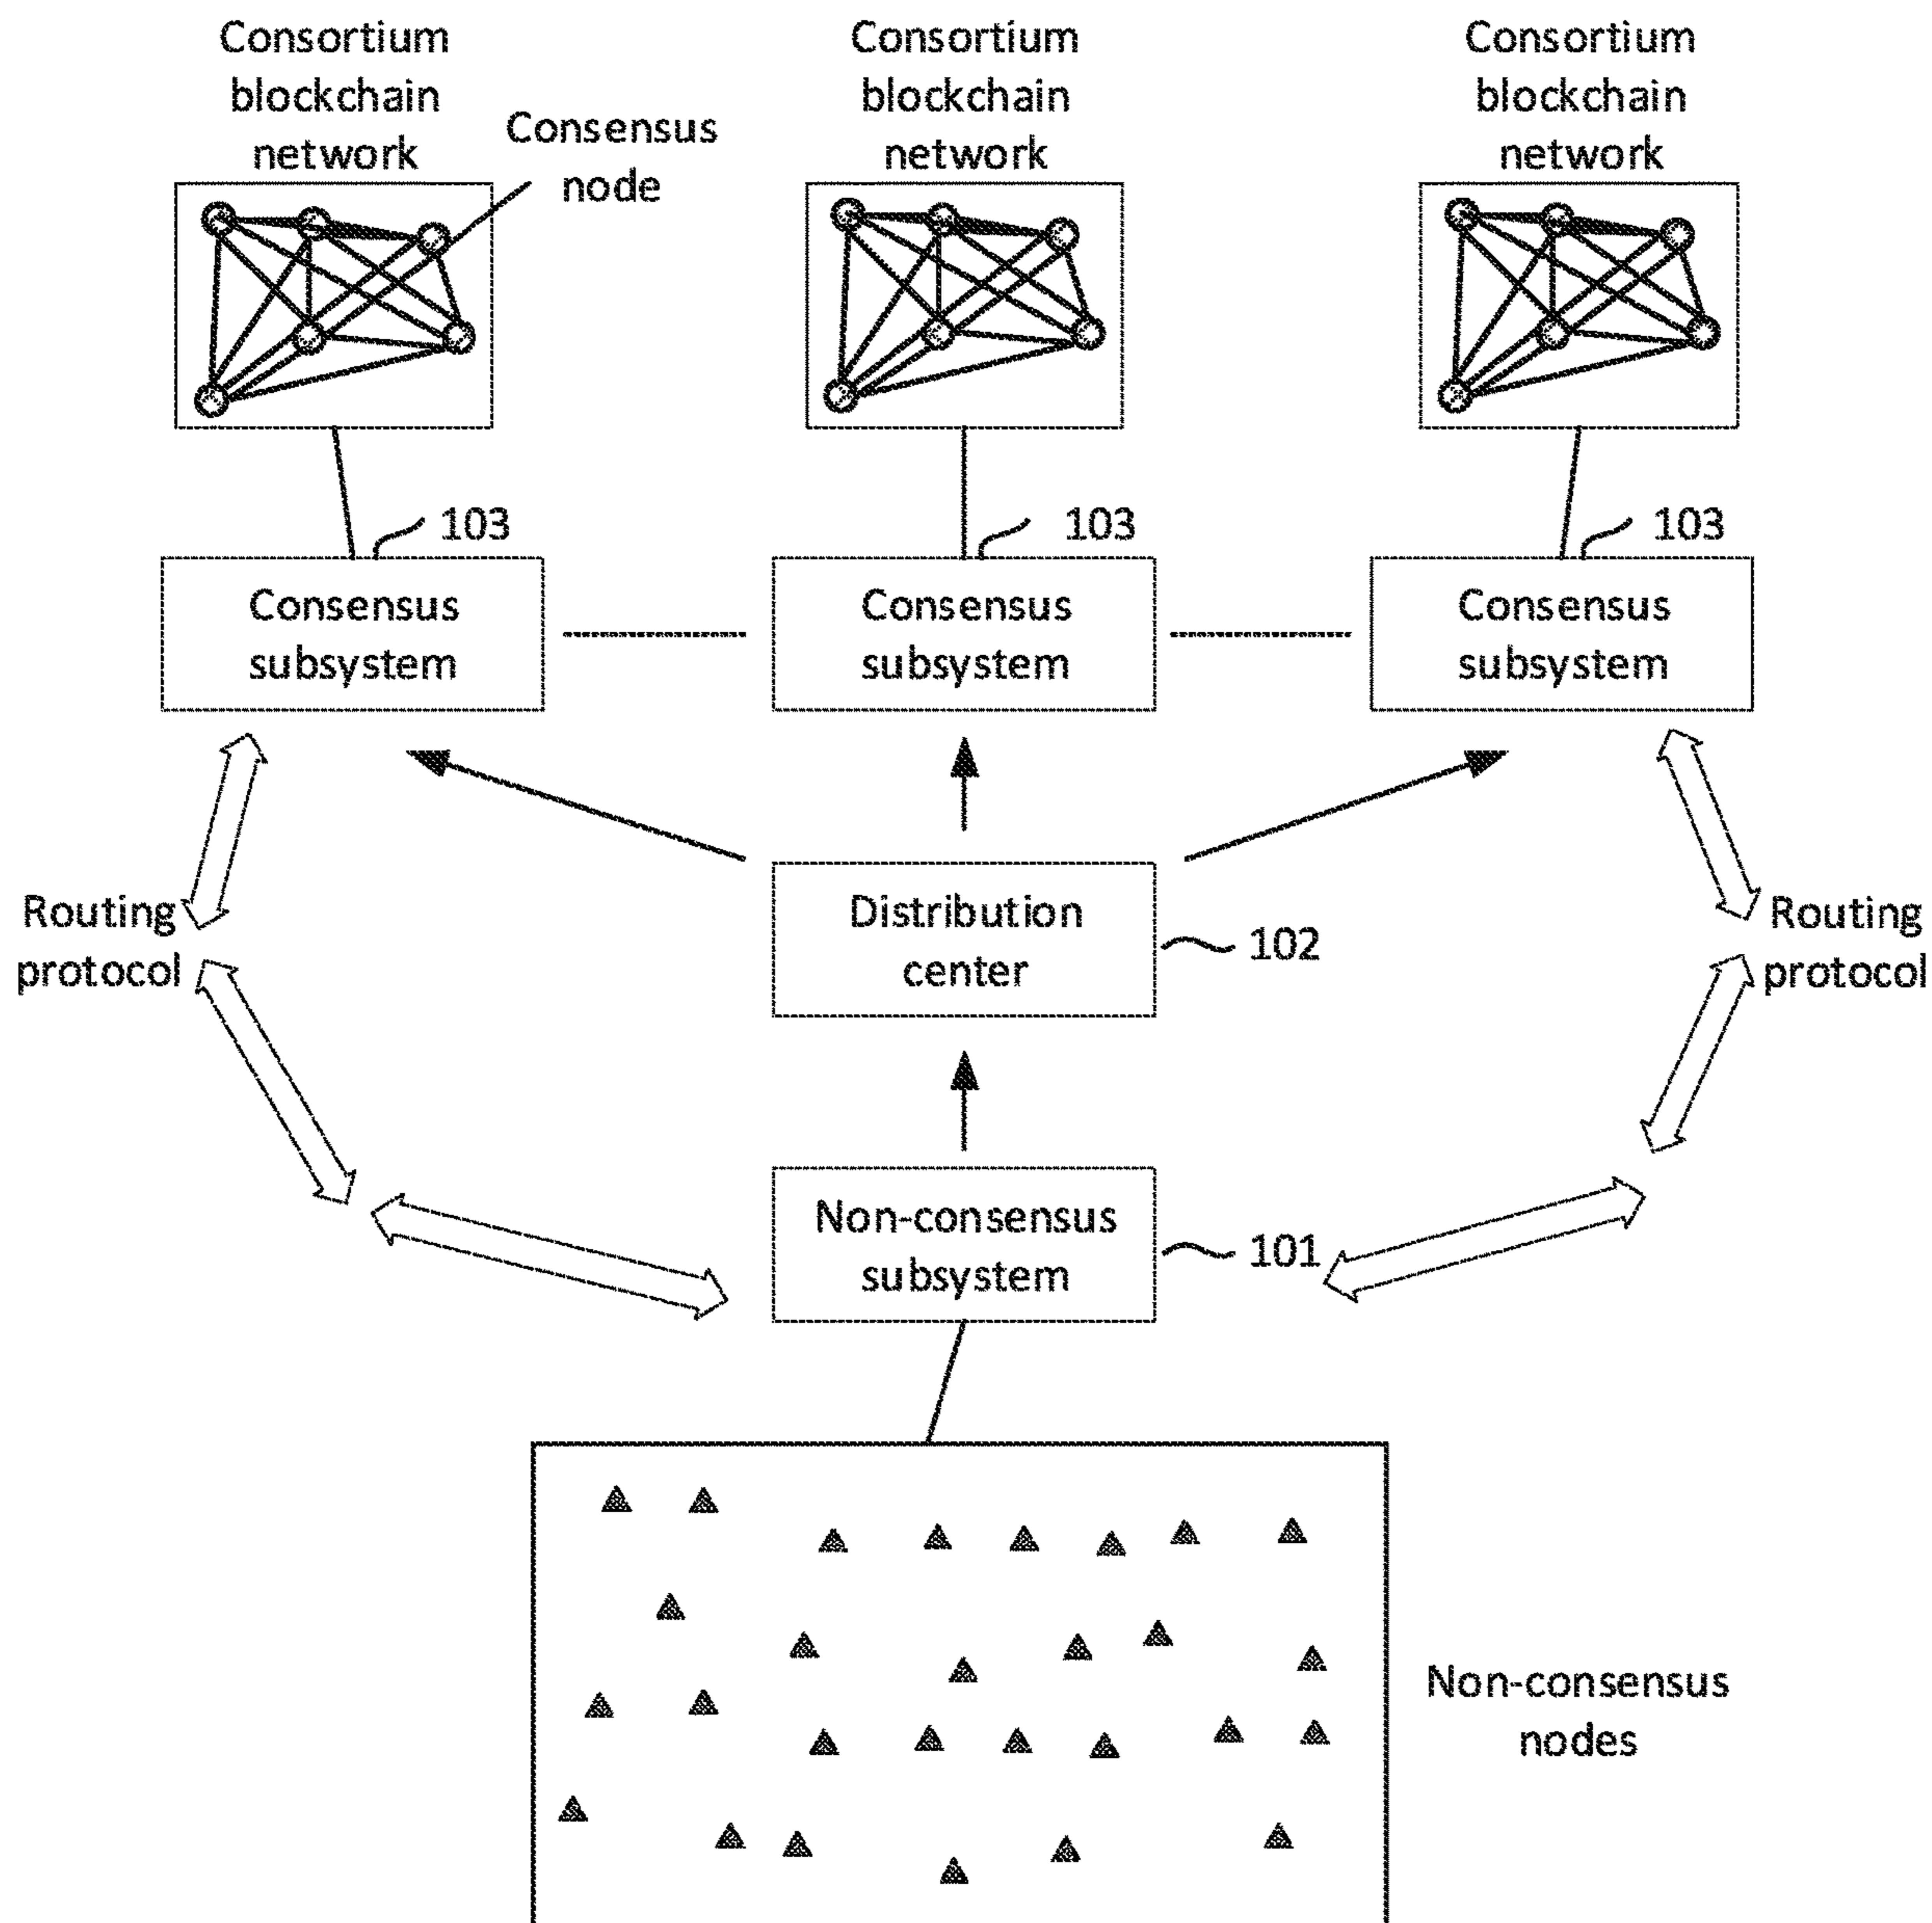 Consortium
blockchain
network
Consensus
node
Consortium
blockchain
network
Consortium
blockchain
network
103
103
103
Consensus
subsystem
Consensus
subsystem
Consensus
subsystem
Routing
protocol
Distribution
center
102
Routing
protocol
Non-consensus
subsystem
101
Non-consensus
nodes